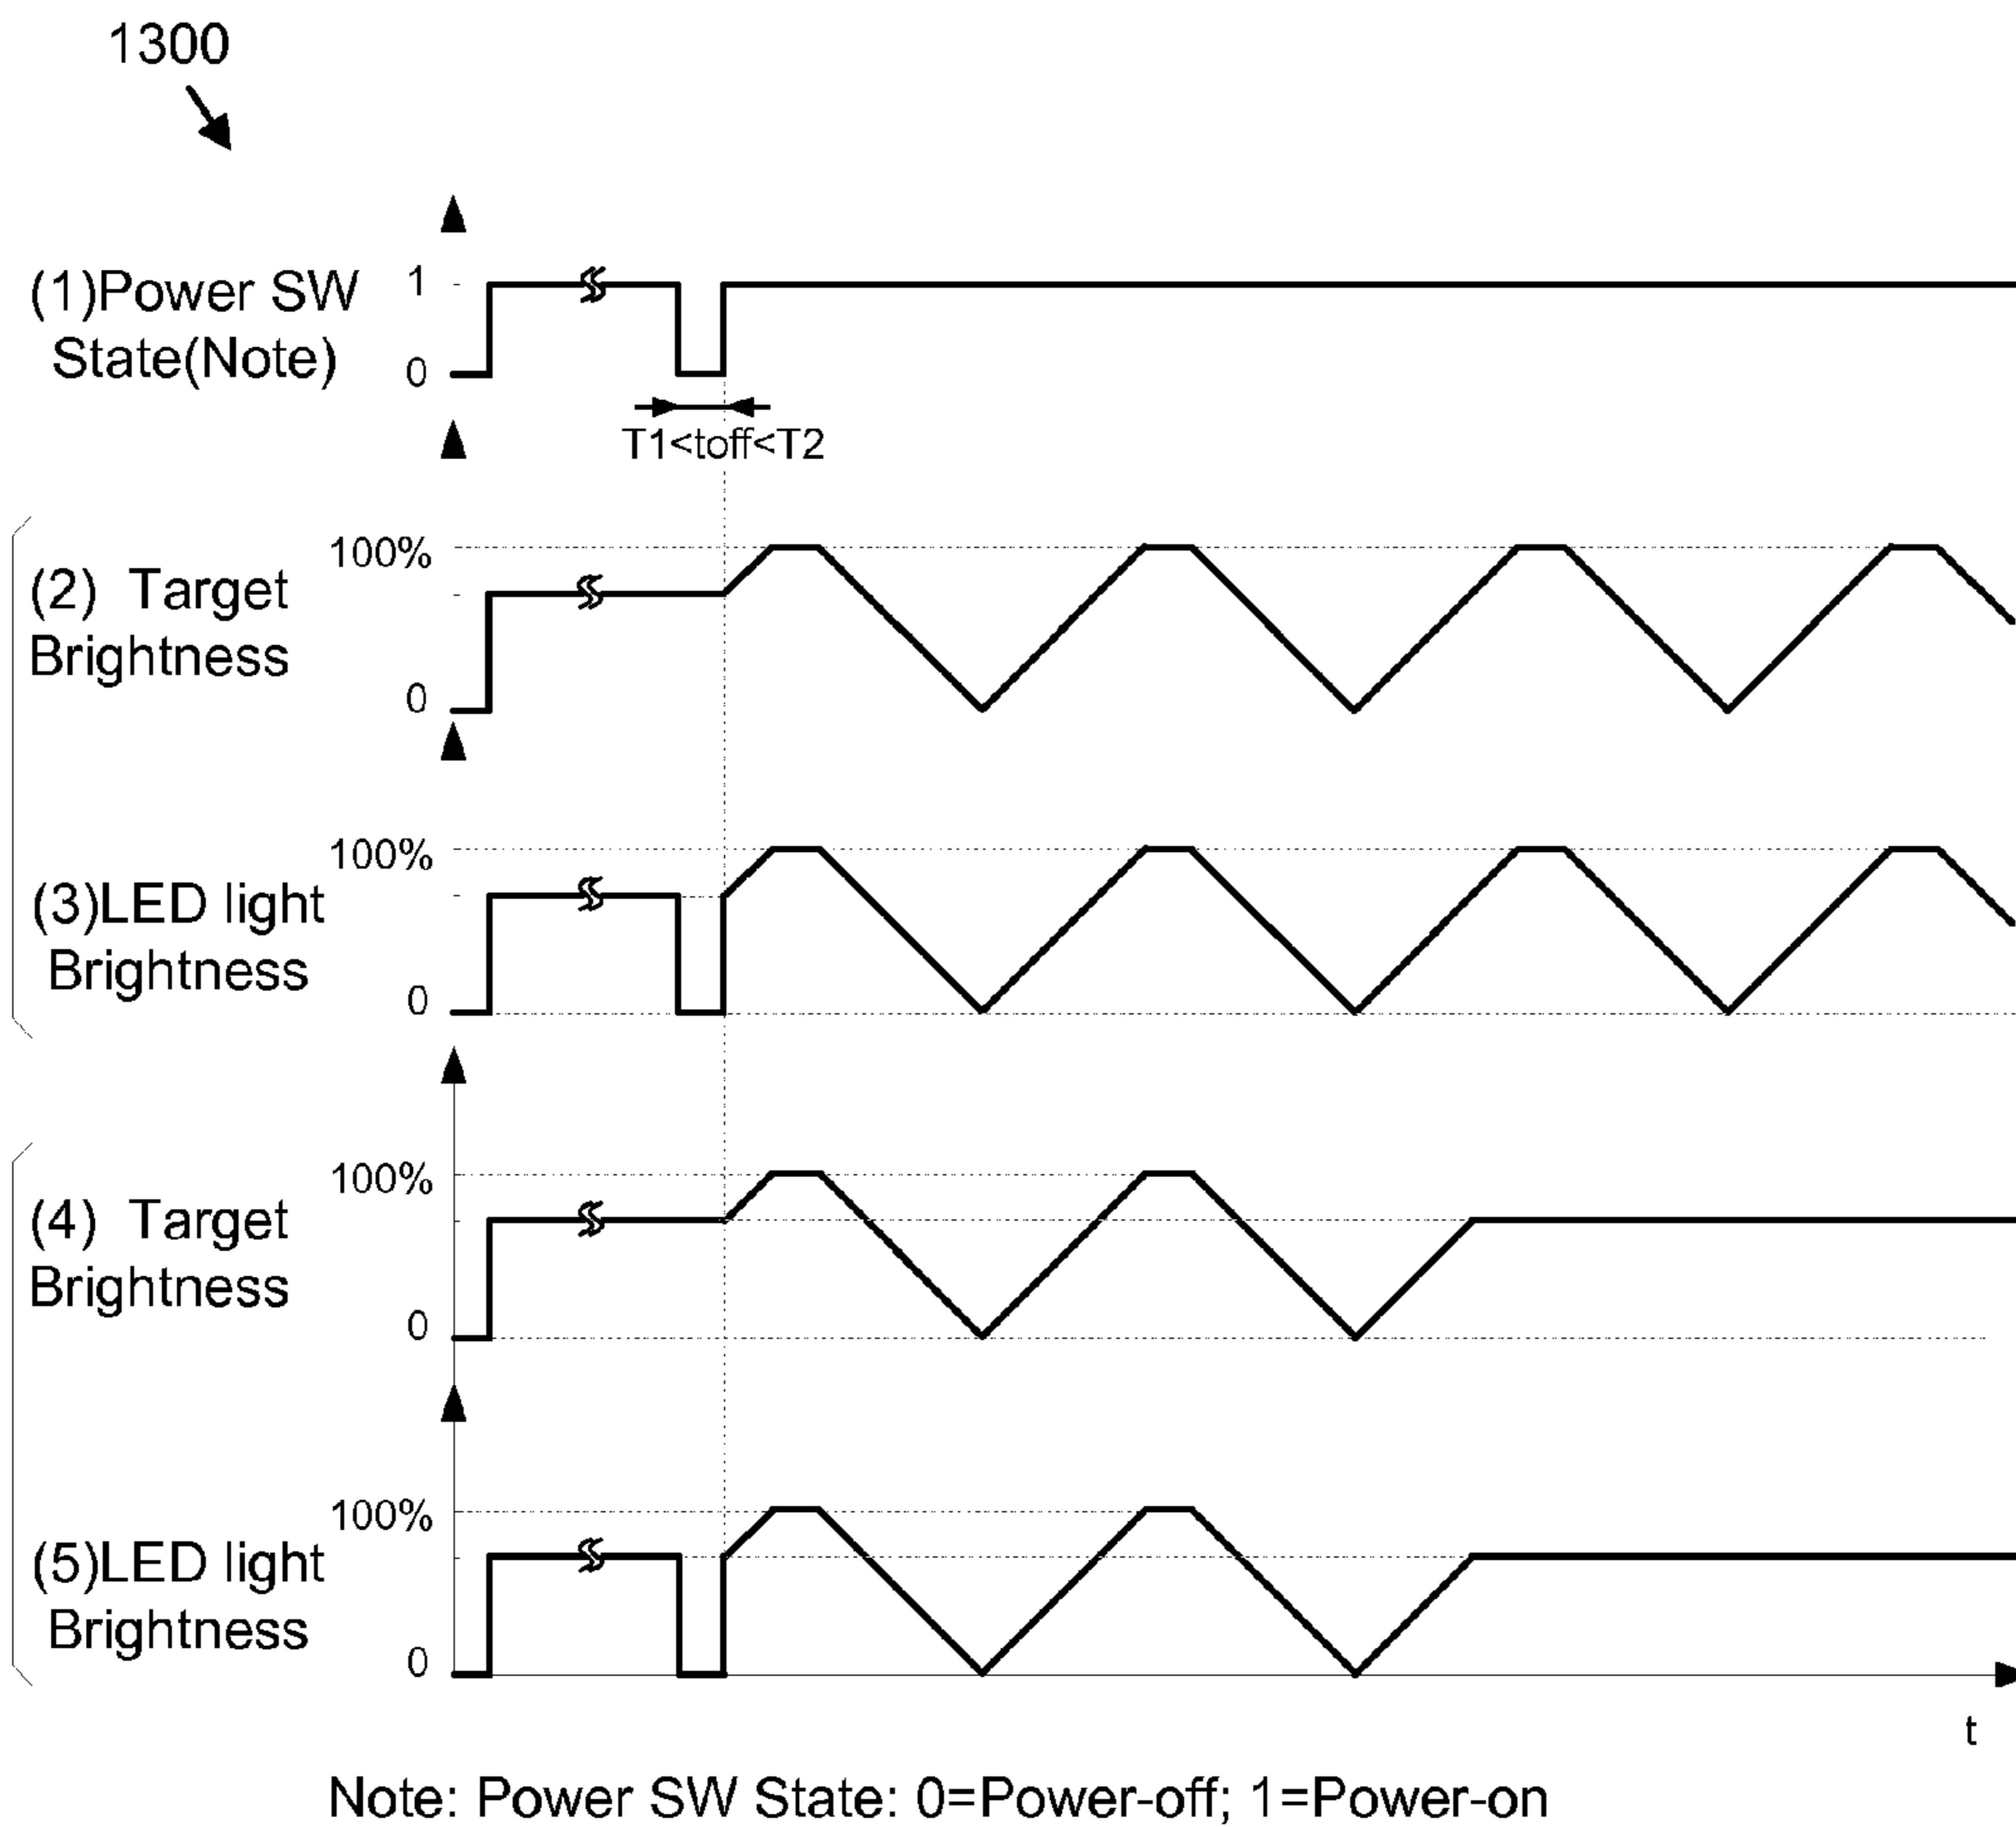 1300
(1)Power SW
State(Note)
1
0
T1<toff<T2
(2) Target
Brightness
100%
0
(3)LED light
Brightness
100%
0
(4) Target
Brightness
100%
0
(5)LED light
Brightness
100%
0
t
Note: Power SW State: 0=Power-off; 1=Power-on